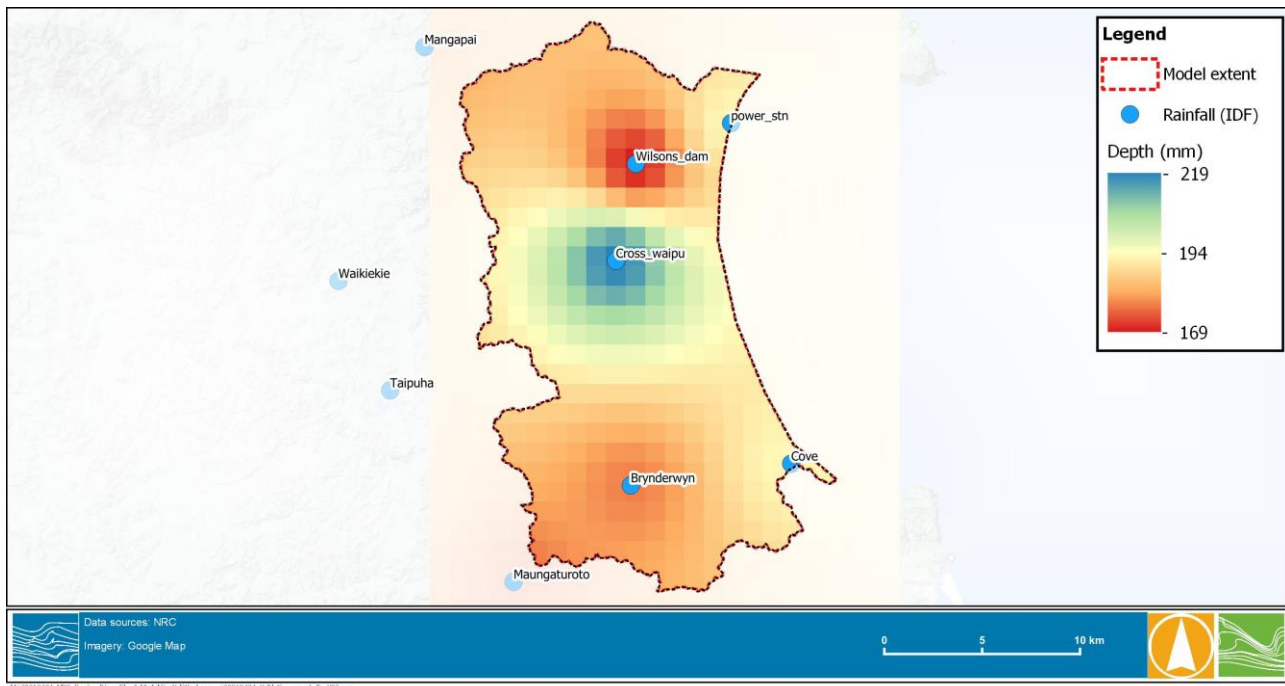 Mangapai
power_stn
Wilsons_dam
Cross_waipu
Waikiekie
Taipuha
Cove
Brynderwyn
Maungaturoto
Legend
Model extent
Rainfall (IDF)
Depth (mm)
219
194
169
Data sources: NRC
Imagery: Google Map
0 5 10 km